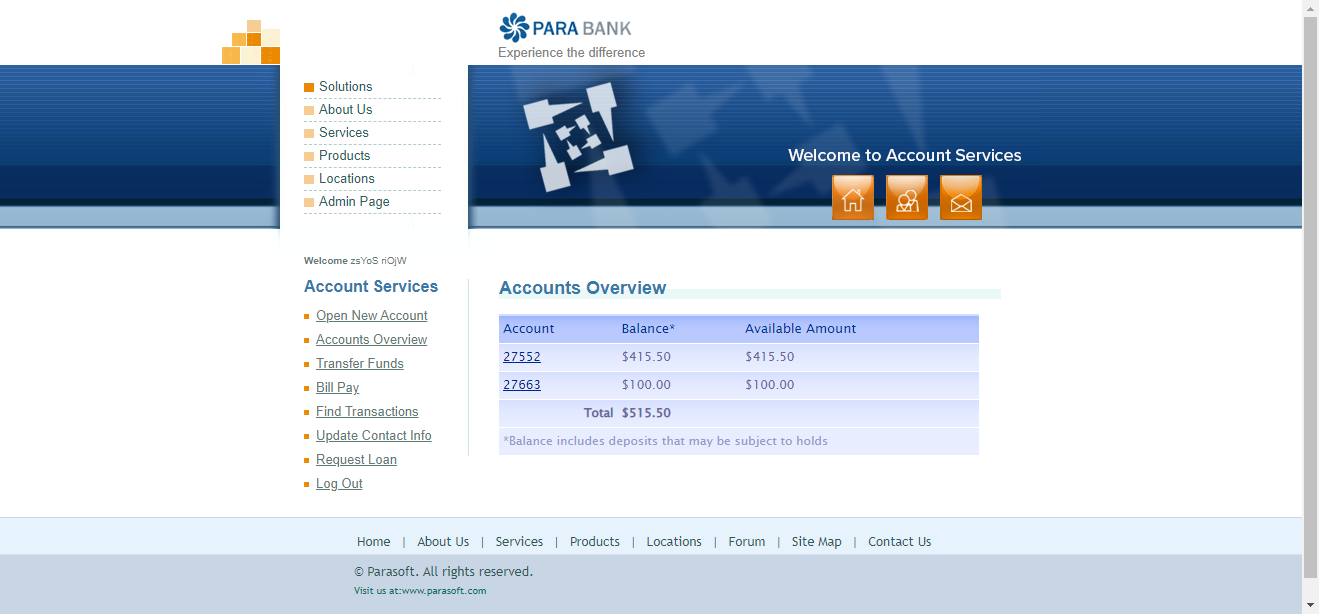 PARA BANK
Experience the difference
Solutions
About Us
Services
Products
Locations
Admin Page
Welcome to Account Services
Welcome zsYoS riOjW
Account Services
Open New Account
Accounts Overview
Transfer Funds
Bill Pay
Find Transactions
Update Contact Info
Request Loan
Log Out
Accounts Overview
Account Balance* Available Amount
27552 $415.50 $415.50
27663 $100.00 $100.00
Total $515.50
*Balance includes deposits that may be subject to holds
Home | About Us | Services | Products | Locations | Forum | Site Map | Contact Us
© Parasoft. All rights reserved.
Visit us at:www.parasoft.com